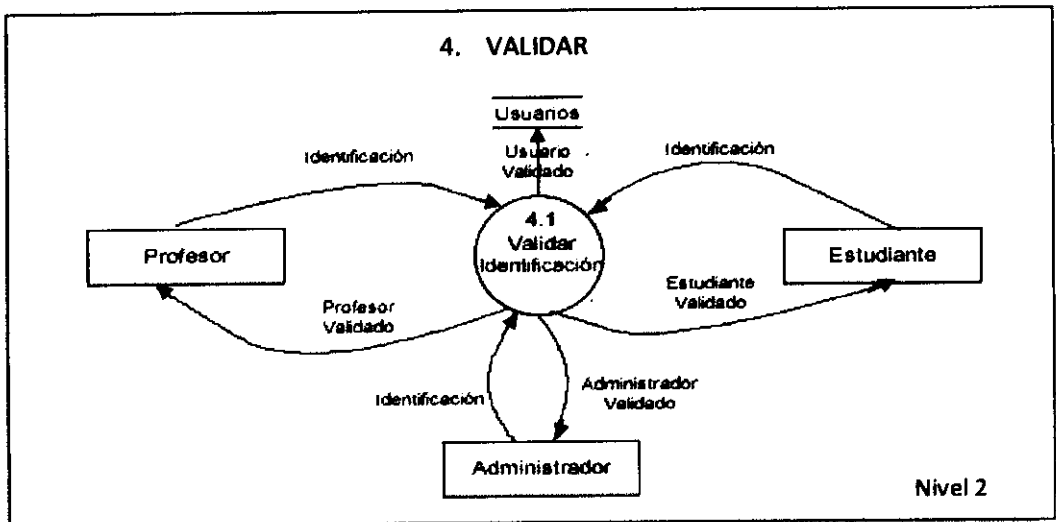 4. VALIDAR
Usuarios
Identificación
Usuario
Validado
Identificación
4.1
Validar
Identificación
Profesor
Estudiante
Profesor
Validado
Estudiante
Validado
Identificación
Administrador
Validado
Administrador
Nivel 2